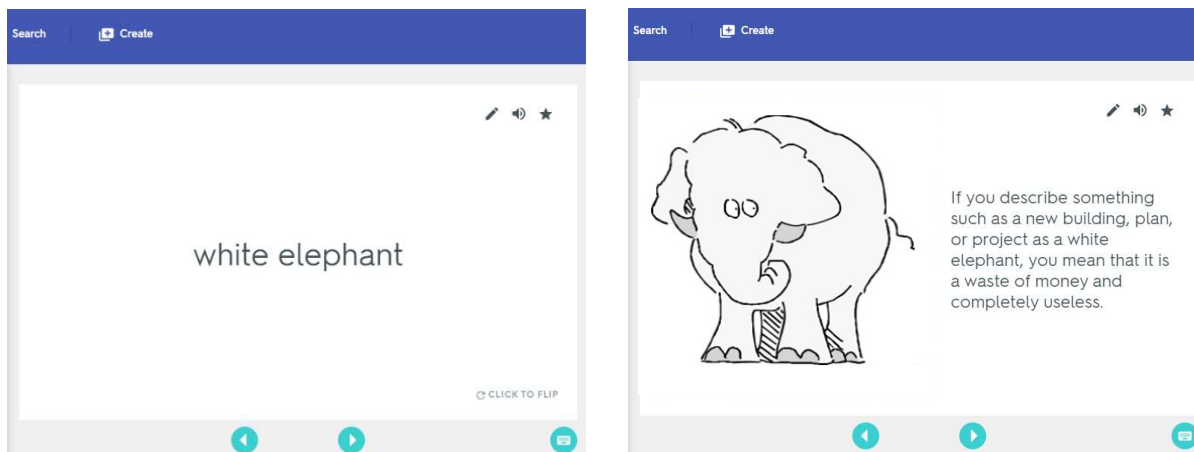 Search
Create
white elephant
CLICK TO FLIP
Search
Create
If you describe something
such as a new building, plan,
or project as a white
elephant, you mean that it is
a waste of money and
completely useless.